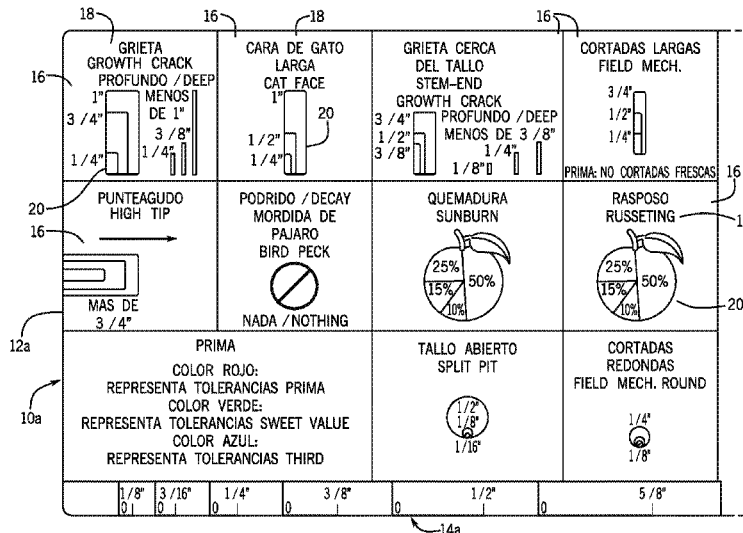 18
16
18
16
GRIETA
GROWTH CRACK
PROFUNDO / DEEP
16
1"
MENOS
DE 1"
3/4"
3/8"
1/4"
1/4"
20
CARA DE GATO
LARGA
CAT FACE
1"
20
1/2"
1/4"
GRIETA CERCA
DEL TALLO
STEM-END
GROWTH CRACK
3/4"
PROFUNDO / DEEP
1/2"
MENOS DE 3/8"
3/8"
1/4"
1/8"
CORTADAS LARGAS
FIELD MECH.
3/4"
1/2"
1/4"
PRIMA: NO CORTADAS FRESCAS
16
PUNTEAGUDO
HIGH TIP
16
MAS DE
3/4"
12a
PODRIDO / DECAY
MORDIDA DE
PAJARO
BIRD PECK
NADA / NOTHING
QUEMADURA
SUNBURN
25%
50%
15%
10%
RASPOSO
RUSSETING
1
25%
50%
15%
10%
20
10a
PRIMA
COLOR ROJO:
REPRESENTA TOLERANCIAS PRIMA
COLOR VERDE:
REPRESENTA TOLERANCIAS SWEET VALUE
COLOR AZUL:
REPRESENTA TOLERANCIAS THIRD
TALLO ABIERTO
SPLIT PIT
1/2"
1/8"
1/16"
CORTADAS
REDONDAS
FIELD MECH. ROUND
1/4"
1/8"
1/8" 3/16" 1/4" 3/8" 1/2" 5/8"
0 0 0 0 0 0
14a